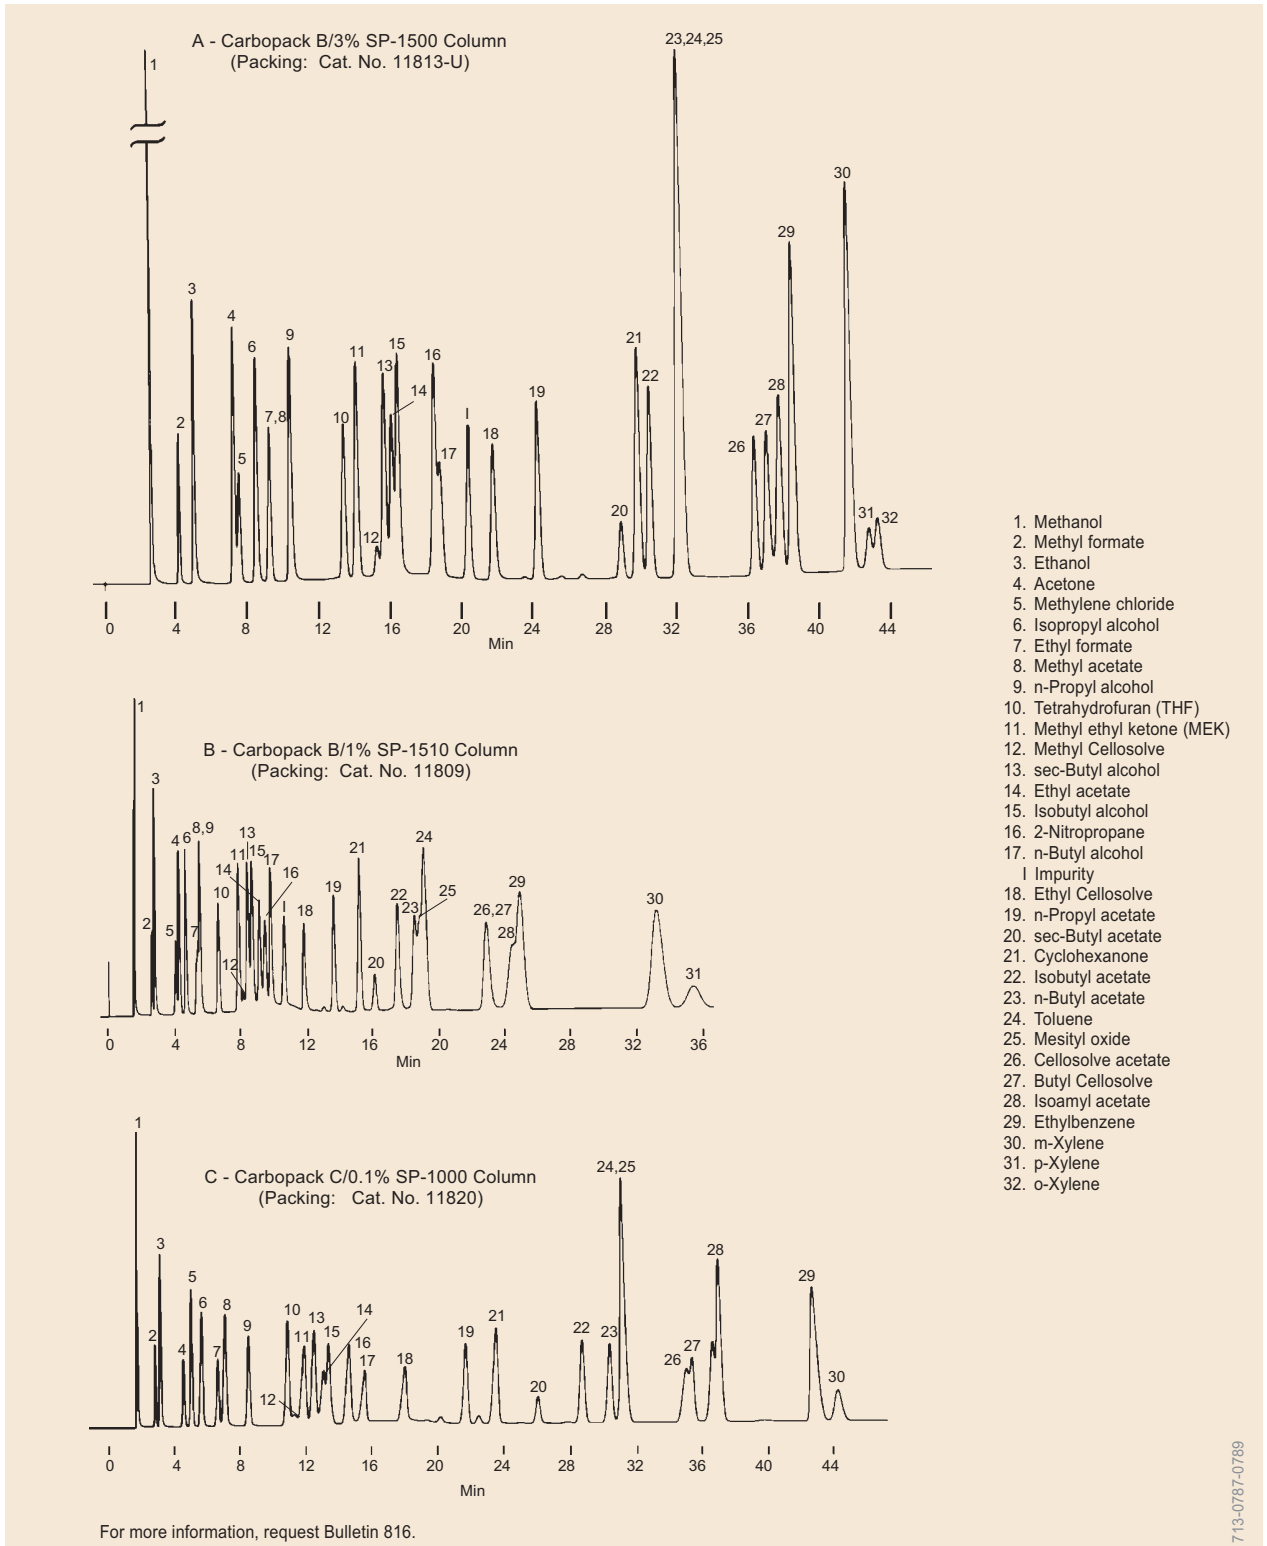 A - Carbopack B/3% SP-1500 Column
(Packing: Cat. No. 11813-U)
1
2
3
4
5
6
7,8
9
10
11
12
13
14
15
16
17
I
18
19
20
21
22
23,24,25
26
27
28
29
30
31
32
0 4 8 12 16 20 24 28 32 36 40 44
Min
B - Carbopack B/1% SP-1510 Column
(Packing: Cat. No. 11809)
1
2
3
4
5
6
7
8,9
10
11
12
13
14
15
16
17
I
18
19
20
21
22
23
24
25
26,27
28
29
30
31
0 4 8 12 16 20 24 28 32 36
Min
C - Carbopack C/0.1% SP-1000 Column
(Packing: Cat. No. 11820)
1
2
3
4
5
6
7
8
9
10
11
12
13
14
15
16
17
18
19
20
21
22
23
24,25
26
27
28
29
30
0 4 8 12 16 20 24 28 32 36 40 44
Min
1. Methanol
2. Methyl formate
3. Ethanol
4. Acetone
5. Methylene chloride
6. Isopropyl alcohol
7. Ethyl formate
8. Methyl acetate
9. n-Propyl alcohol
10. Tetrahydrofuran (THF)
11. Methyl ethyl ketone (MEK)
12. Methyl Cellosolve
13. sec-Butyl alcohol
14. Ethyl acetate
15. Isobutyl alcohol
16. 2-Nitropropane
17. n-Butyl alcohol
I Impurity
18. Ethyl Cellosolve
19. n-Propyl acetate
20. sec-Butyl acetate
21. Cyclohexanone
22. Isobutyl acetate
23. n-Butyl acetate
24. Toluene
25. Mesityl oxide
26. Cellosolve acetate
27. Butyl Cellosolve
28. Isoamyl acetate
29. Ethylbenzene
30. m-Xylene
31. p-Xylene
32. o-Xylene
For more information, request Bulletin 816.
713-0787-0789